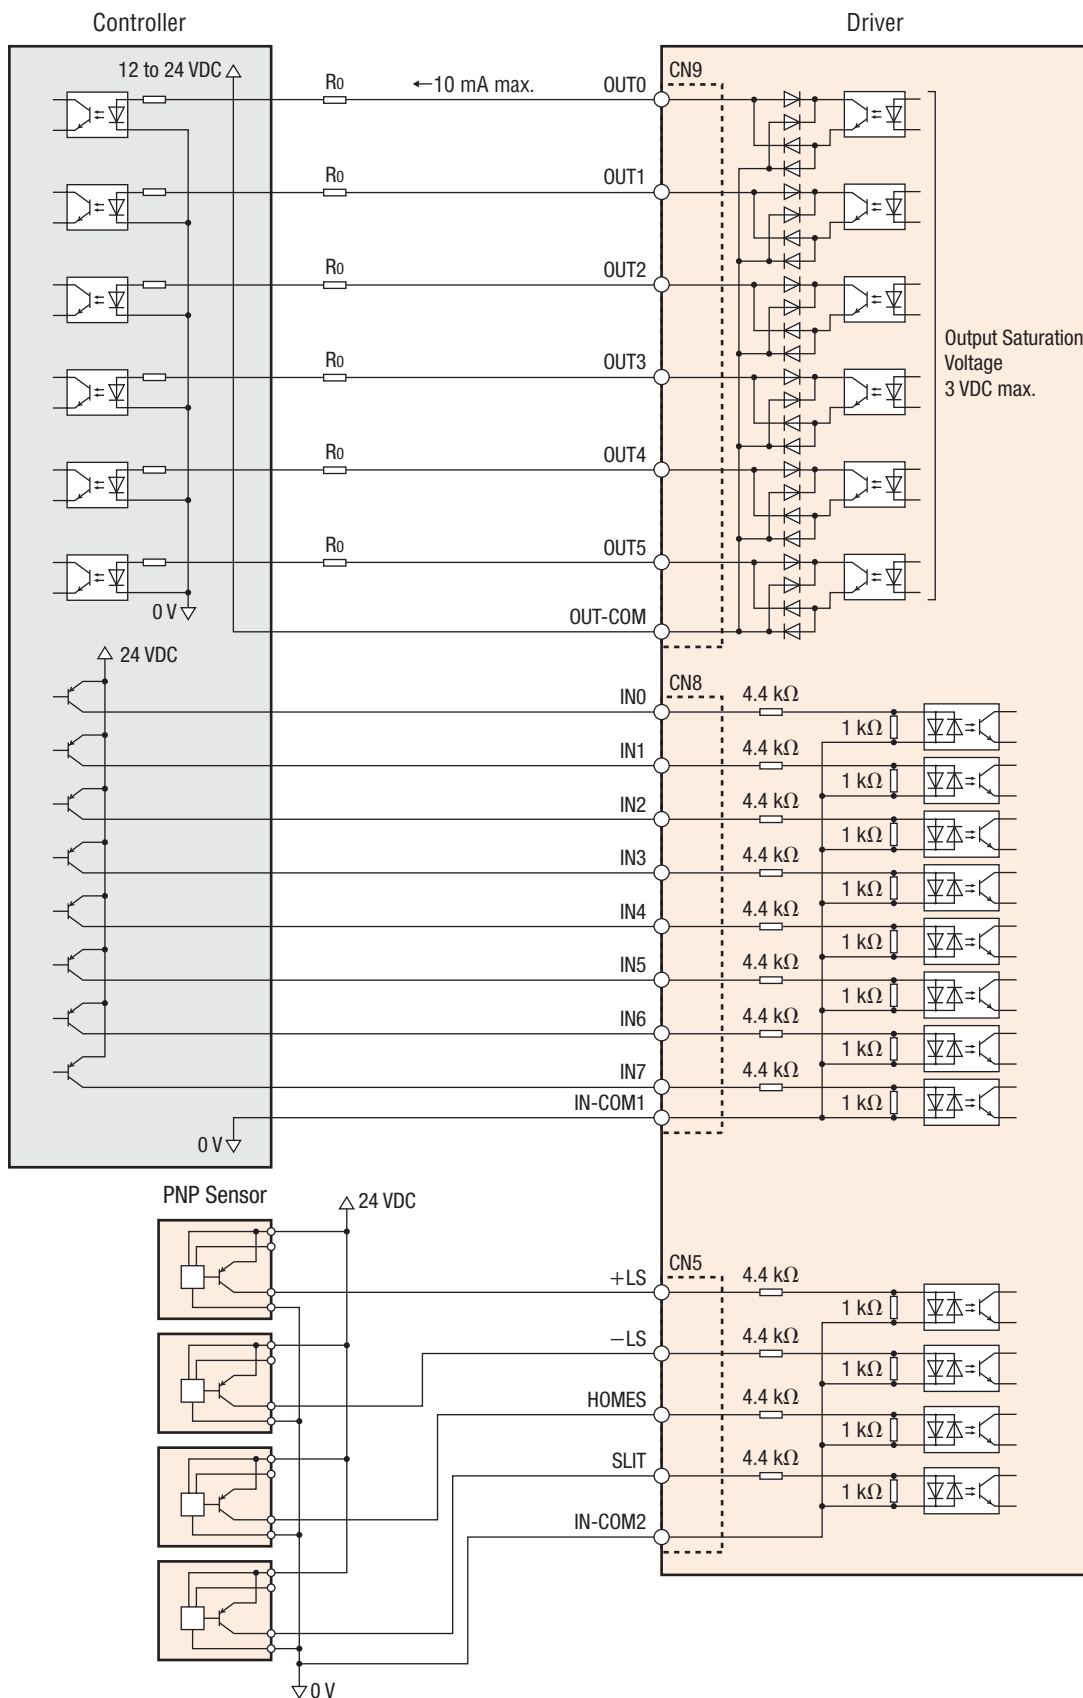 Controller
Driver
12 to 24 VDC
R0
←10 mA max.
OUT0
CN9
R0
OUT1
R0
OUT2
R0
OUT3
Output Saturation
Voltage
3 VDC max.
R0
OUT4
R0
OUT5
0 V
OUT-COM
24 VDC
CN8
IN0
4.4 kΩ
1 kΩ
IN1
4.4 kΩ
1 kΩ
IN2
4.4 kΩ
1 kΩ
IN3
4.4 kΩ
1 kΩ
IN4
4.4 kΩ
1 kΩ
IN5
4.4 kΩ
1 kΩ
IN6
4.4 kΩ
1 kΩ
IN7
4.4 kΩ
1 kΩ
IN-COM1
0 V
PNP Sensor
24 VDC
CN5
+LS
4.4 kΩ
1 kΩ
−LS
4.4 kΩ
1 kΩ
HOMES
4.4 kΩ
1 kΩ
SLIT
4.4 kΩ
1 kΩ
IN-COM2
0 V